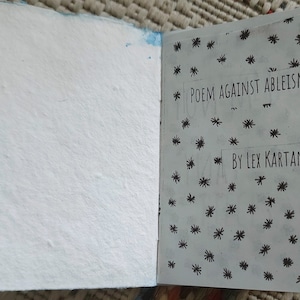 POEM AGAINST ABLEISM
BY LEX KARTAN